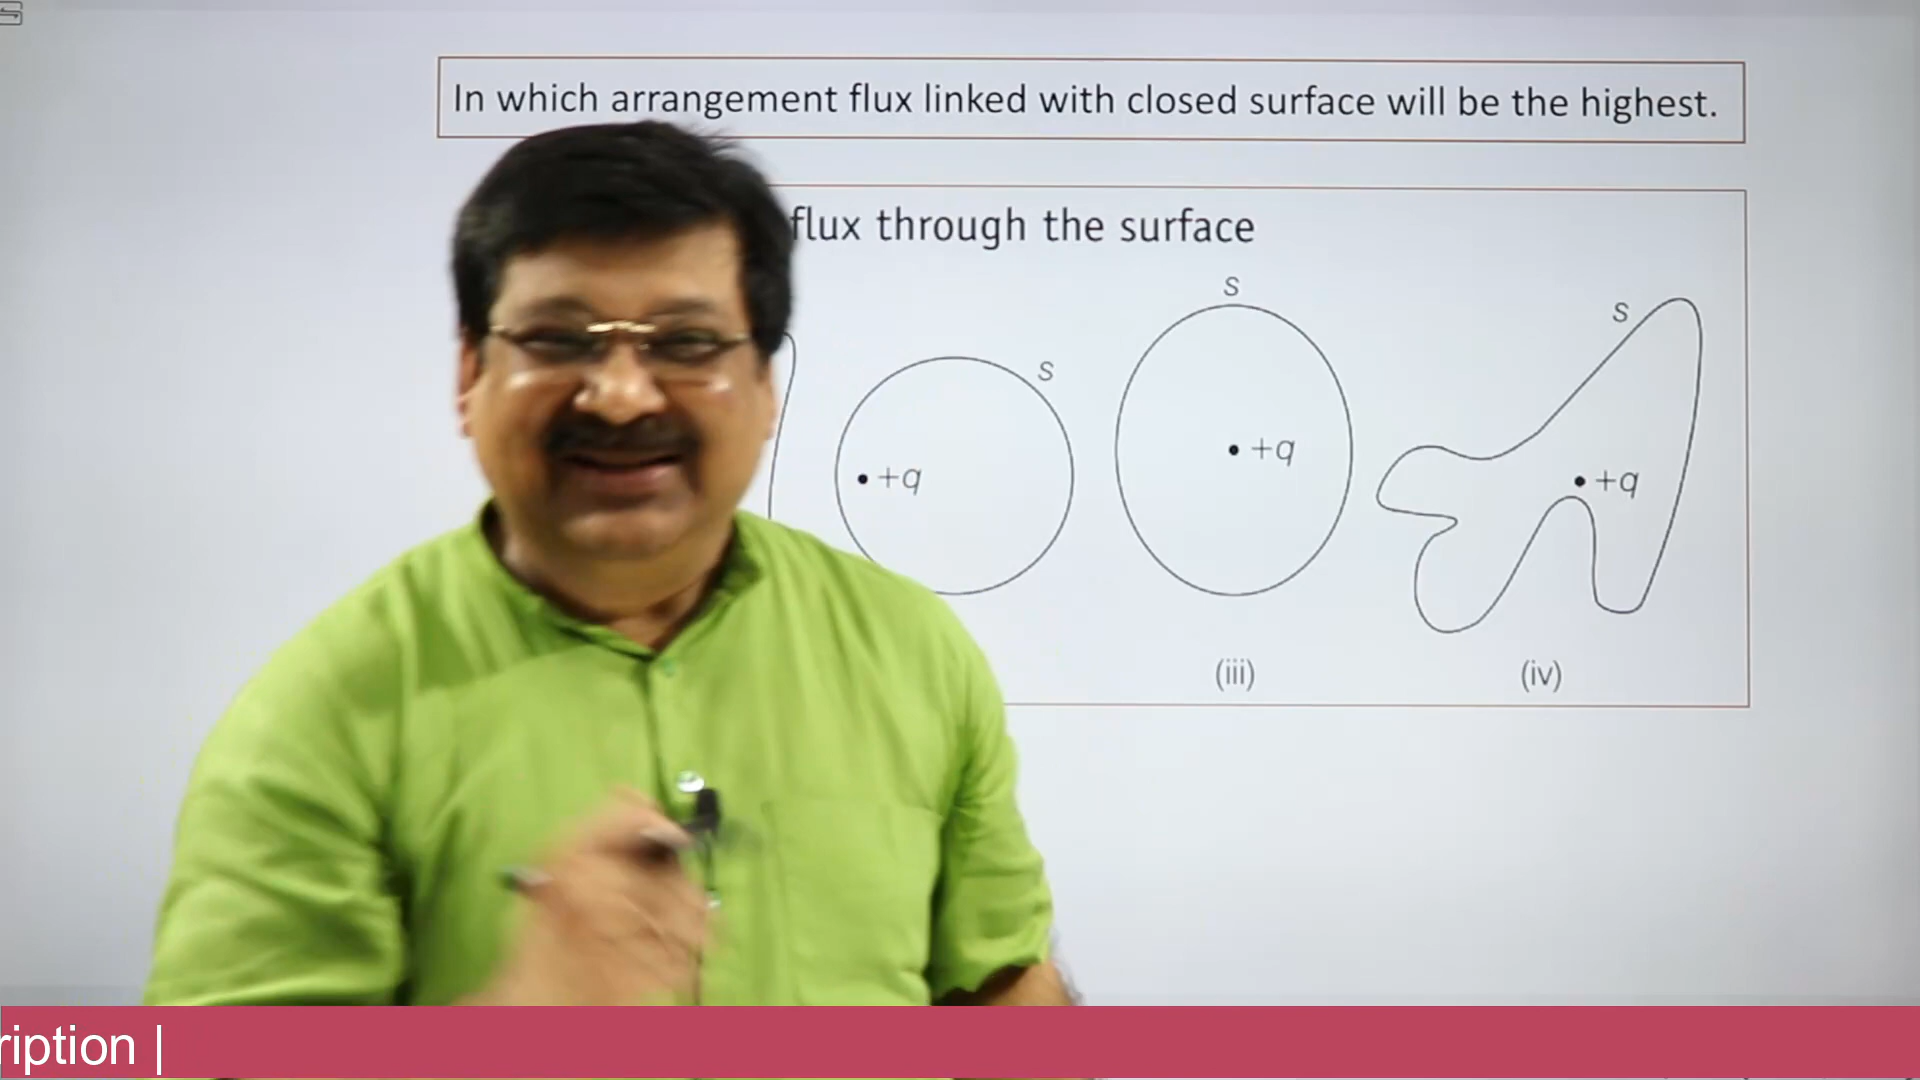 In which arrangement flux linked with closed surface will be the highest.
flux through the surface
S
S
S
+q
+q
+q
(iii)
(iv)
ription |